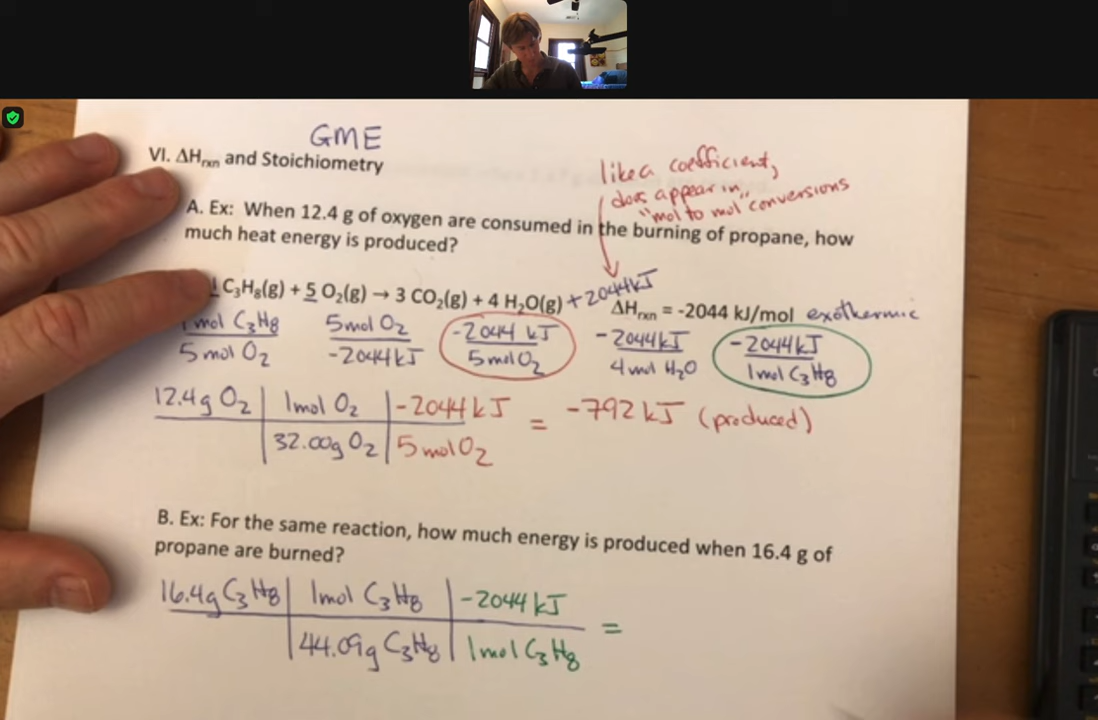 GME
VI. ΔHrxn and Stoichiometry
like a coefficient,
does appear in
"mol to mol" conversions
A. Ex: When 12.4 g of oxygen are consumed in the burning of propane, how
much heat energy is produced?
1 C3H8(g) + 5 O2(g) → 3 CO2(g) + 4 H2O(g) + 2044 kJ ΔHrxn = -2044 kJ/mol exothermic
1 mol C3H8 5 mol O2 -2044 kJ -2044 kJ -2044 kJ
5 mol O2 -2044 kJ 5 mol O2 4 mol H2O 1 mol C3H8
12.4 g O2 | 1 mol O2 | -2044 kJ = -792 kJ (produced)
32.00 g O2 | 5 mol O2
B. Ex: For the same reaction, how much energy is produced when 16.4 g of
propane are burned?
16.4 g C3H8 | 1 mol C3H8 | -2044 kJ =
44.09 g C3H8 | 1 mol C3H8